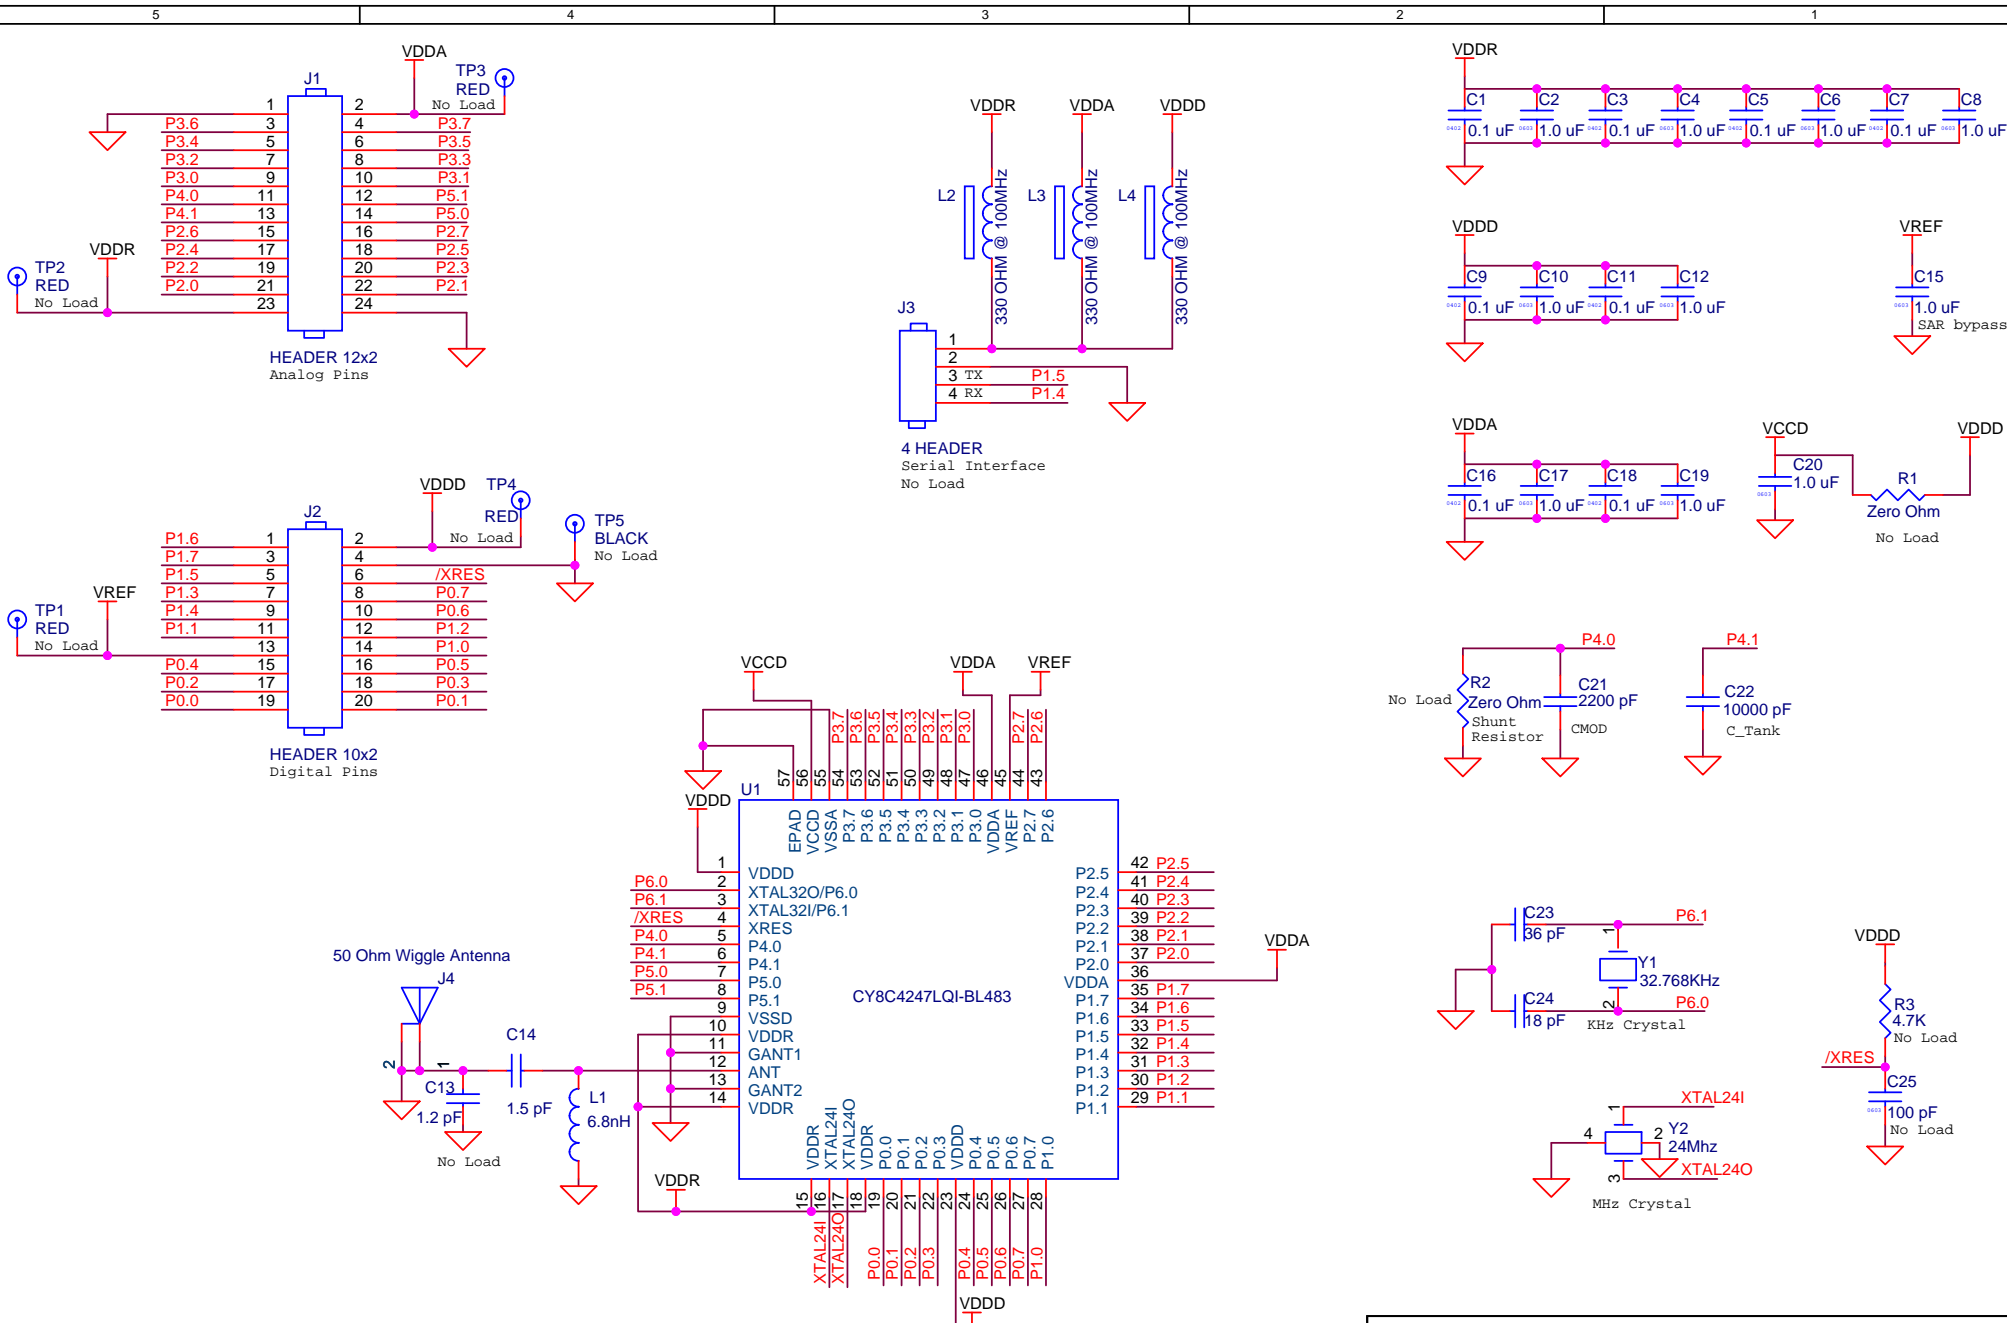 5 4 3 2 1
VDDA
TP3
RED
No Load
J1
1 2
P3.6 3 4 P3.7
P3.4 5 6 P3.5
P3.2 7 8 P3.3
P3.0 9 10 P3.1
P4.0 11 12 P5.1
P4.1 13 14 P5.0
P2.6 15 16 P2.7
P2.4 17 18 P2.5
P2.2 19 20 P2.3
P2.0 21 22 P2.1
23 24
VDDR
TP2
RED
No Load
HEADER 12x2
Analog Pins
VDDR VDDA VDDD
L2 330 OHM @ 100MHz
L3 330 OHM @ 100MHz
L4 330 OHM @ 100MHz
J3
1
2
3 TX P1.5
4 RX P1.4
4 HEADER
Serial Interface
No Load
VDDR
C1 C2 C3 C4 C5 C6 C7 C8
0402 0.1 uF 0603 1.0 uF 0402 0.1 uF 0603 1.0 uF 0402 0.1 uF 0603 1.0 uF 0402 0.1 uF 0603 1.0 uF
VDDD
C9 C10 C11 C12
0402 0.1 uF 0603 1.0 uF 0402 0.1 uF 0603 1.0 uF
VREF
C15
0603 1.0 uF
SAR bypass
VDDA
C16 C17 C18 C19
0402 0.1 uF 0603 1.0 uF 0402 0.1 uF 0603 1.0 uF
VCCD VDDD
C20
0603 1.0 uF
R1
Zero Ohm
No Load
VDDD
TP4
RED
No Load
TP5
BLACK
No Load
J2
P1.6 1 2
P1.7 3 4
P1.5 5 6 /XRES
P1.3 7 8 P0.7
P1.4 9 10 P0.6
P1.1 11 12 P1.2
13 14 P1.0
P0.4 15 16 P0.5
P0.2 17 18 P0.3
P0.0 19 20 P0.1
VREF
TP1
RED
No Load
HEADER 10x2
Digital Pins
P4.0
No Load
R2
Zero Ohm
Shunt
Resistor
C21
2200 pF
CMOD
P4.1
C22
10000 pF
C_Tank
VCCD VDDA VREF
P3.7 P3.6 P3.5 P3.4 P3.3 P3.2 P3.1 P3.0 P2.7 P2.6
57 56 55 54 53 52 51 50 49 48 47 46 45 44 43
U1
EPAD VCCD VSSA P3.7 P3.6 P3.5 P3.4 P3.3 P3.2 P3.1 P3.0 VDDA VREF P2.7 P2.6
VDDD
1 VDDD
P6.0 2 XTAL32O/P6.0
P6.1 3 XTAL32I/P6.1
/XRES 4 XRES
P4.0 5 P4.0
P4.1 6 P4.1
P5.0 7 P5.0
P5.1 8 P5.1
9 VSSD
10 VDDR
11 GANT1
12 ANT
13 GANT2
14 VDDR
CY8C4247LQI-BL483
P2.5 42 P2.5
P2.4 41 P2.4
P2.3 40 P2.3
P2.2 39 P2.2
P2.1 38 P2.1
P2.0 37 P2.0
VDDA 36
VDDA
P1.7 35 P1.7
P1.6 34 P1.6
P1.5 33 P1.5
P1.4 32 P1.4
P1.3 31 P1.3
P1.2 30 P1.2
P1.1 29 P1.1
VDDR XTAL24I XTAL24O VDDR P0.0 P0.1 P0.2 P0.3 VDDD P0.4 P0.5 P0.6 P0.7 P1.0
15 16 17 18 19 20 21 22 23 24 25 26 27 28
XTAL24I XTAL24O P0.0 P0.1 P0.2 P0.3 P0.4 P0.5 P0.6 P0.7 P1.0
VDDR
VDDD
50 Ohm Wiggle Antenna
J4
2 1
C13
1.2 pF
No Load
C14
1.5 pF
L1
6.8nH
C23
36 pF
P6.1
1
Y1
32.768KHz
2
P6.0
C24
18 pF
KHz Crystal
VDDD
R3
4.7K
No Load
/XRES
C25
0603 100 pF
No Load
XTAL24I
1
4 2
Y2
24Mhz
3
XTAL24O
MHz Crystal